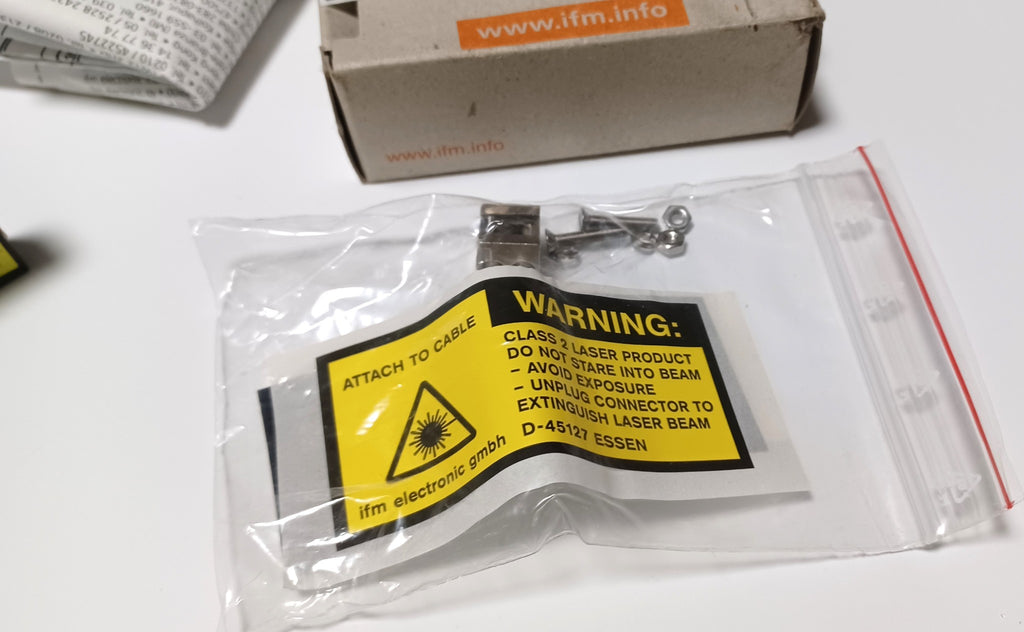 www.ifm.info
www.ifm.info
ATTACH TO CABLE
WARNING:
CLASS 2 LASER PRODUCT
DO NOT STARE INTO BEAM
– AVOID EXPOSURE
– UNPLUG CONNECTOR TO
EXTINGUISH LASER BEAM
ifm electronic gmbh D-45127 ESSEN